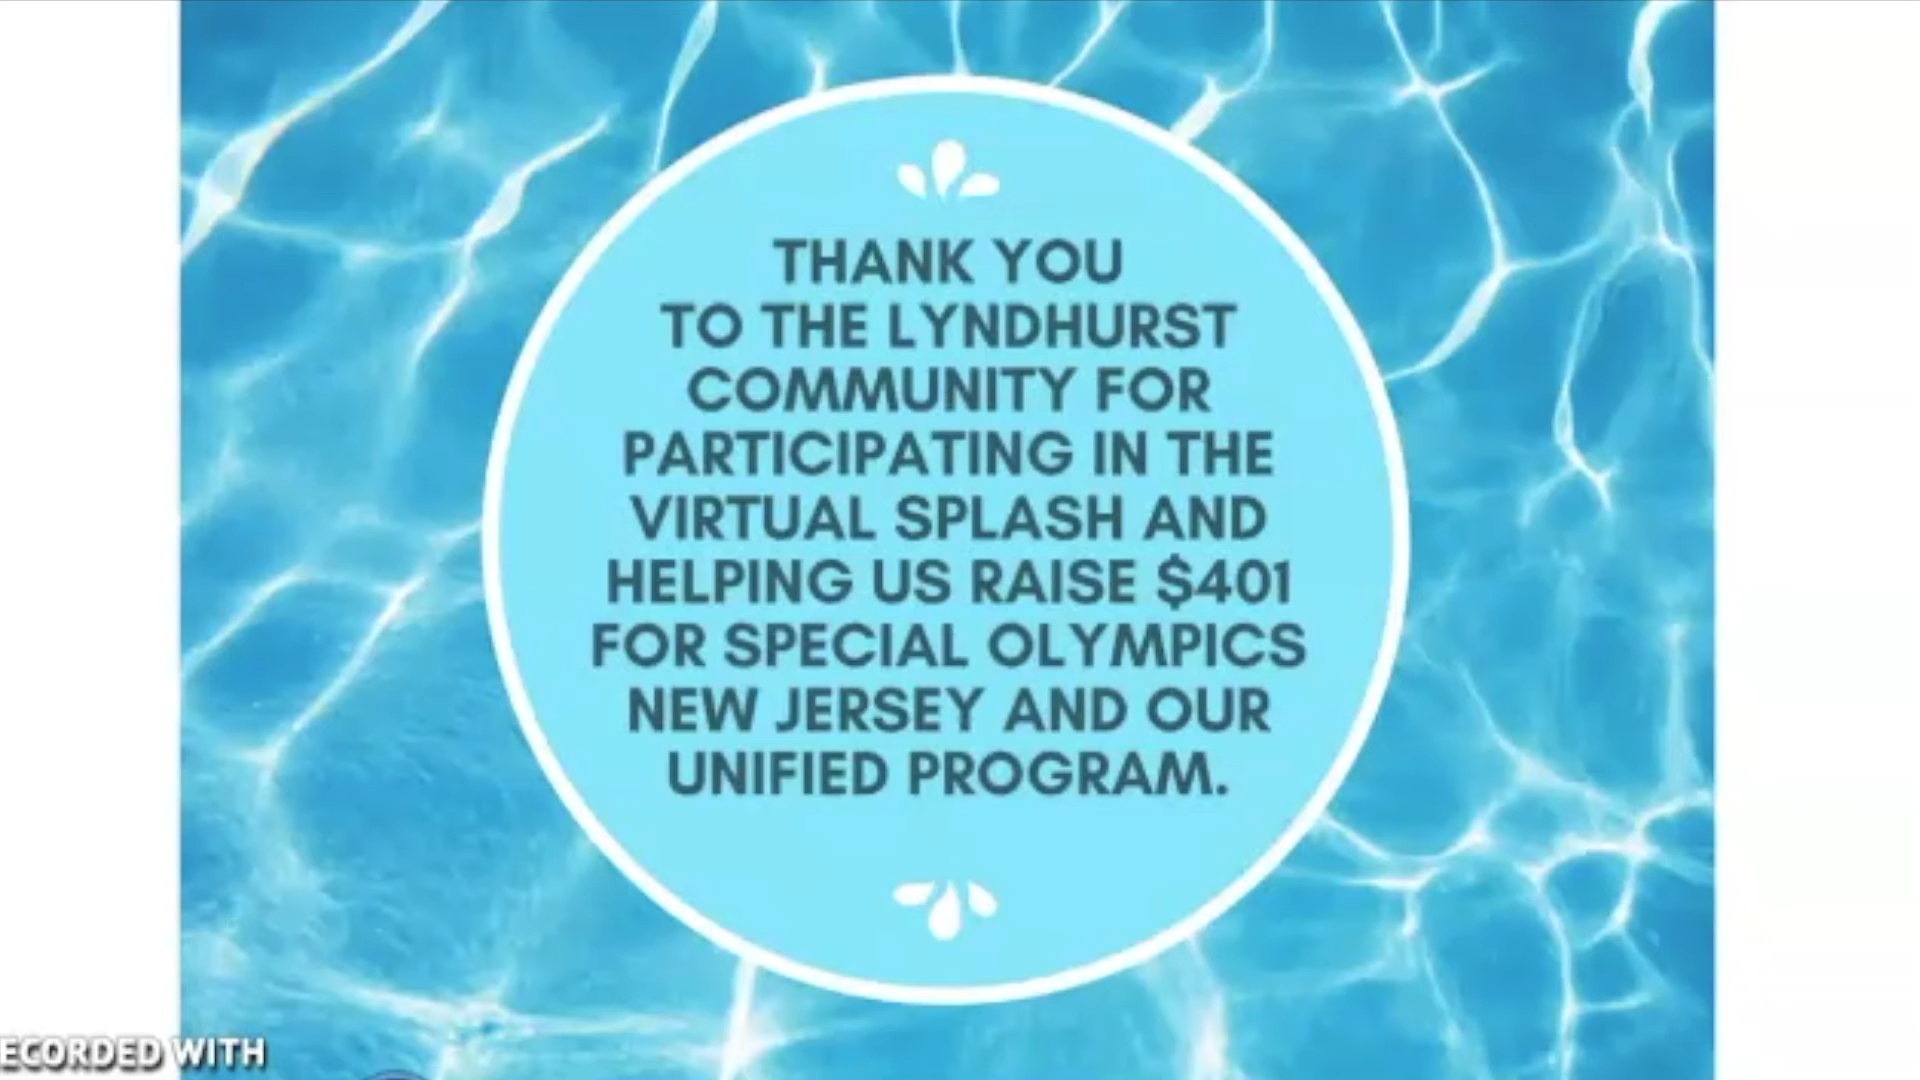 THANK YOU
TO THE LYNDHURST
COMMUNITY FOR
PARTICIPATING IN THE
VIRTUAL SPLASH AND
HELPING US RAISE $401
FOR SPECIAL OLYMPICS
NEW JERSEY AND OUR
UNIFIED PROGRAM.
ECORDED WITH